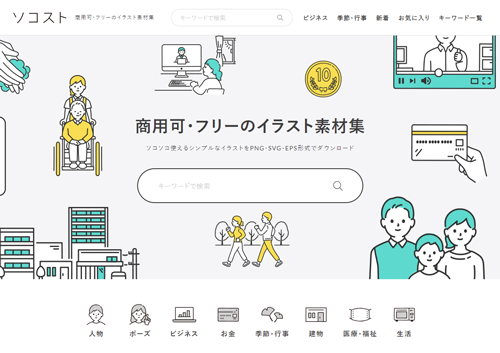 ソコスト 商用可・フリーのイラスト素材集 キーワードで検索 ビジネス 季節・行事 新着 お気に入り キーワード一覧
10
商用可・フリーのイラスト素材集
ソコソコ使えるシンプルなイラストをPNG・SVG・EPS形式でダウンロード
キーワードで検索
人物 ポーズ ビジネス お金 季節・行事 建物 医療・福祉 生活